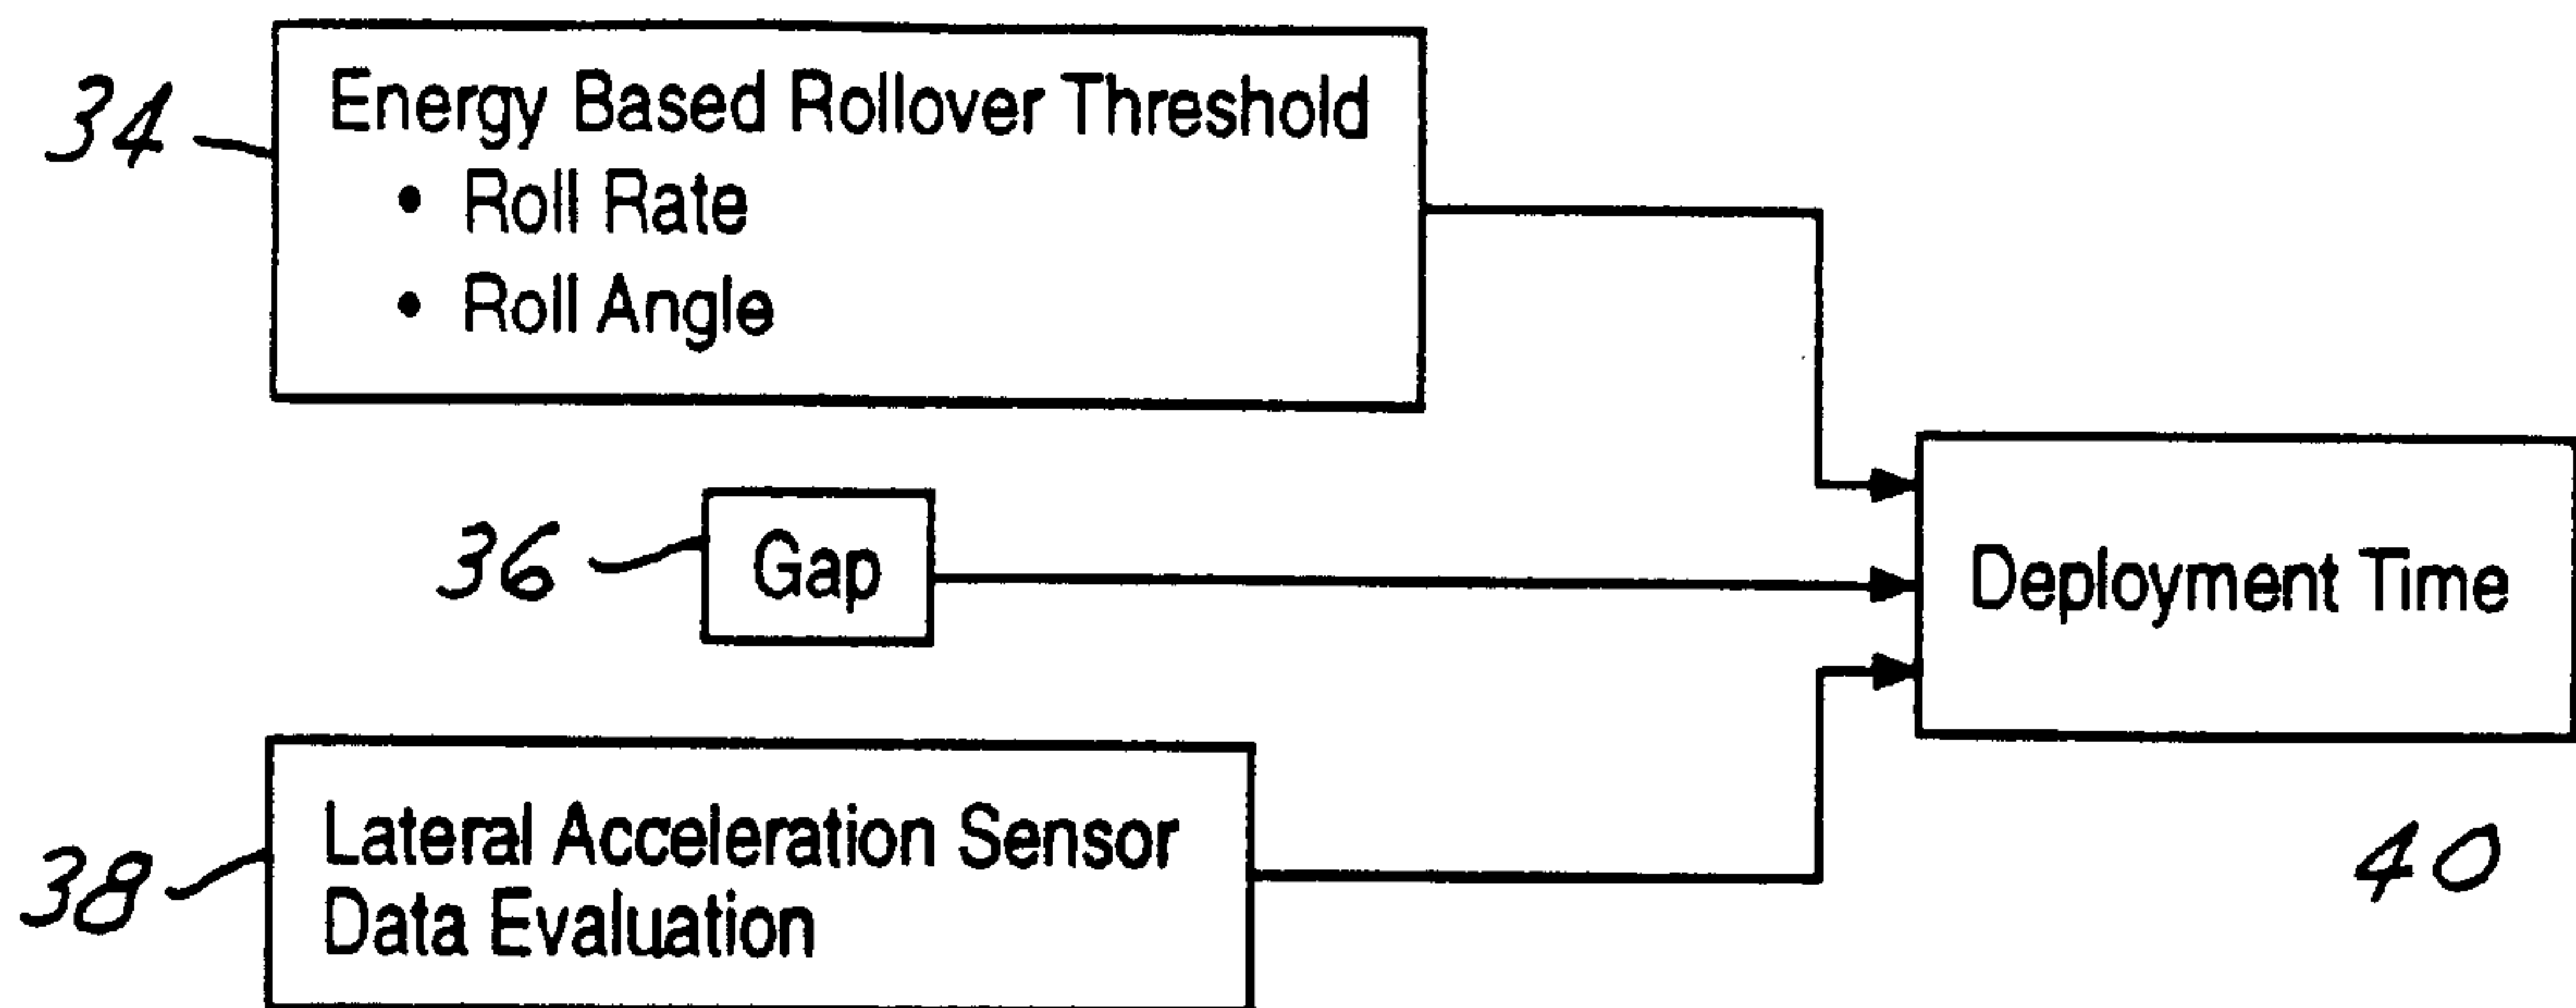 34
Energy Based Rollover Threshold
• Roll Rate
• Roll Angle
36
Gap
Deployment Time
38
Lateral Acceleration Sensor
Data Evaluation
40